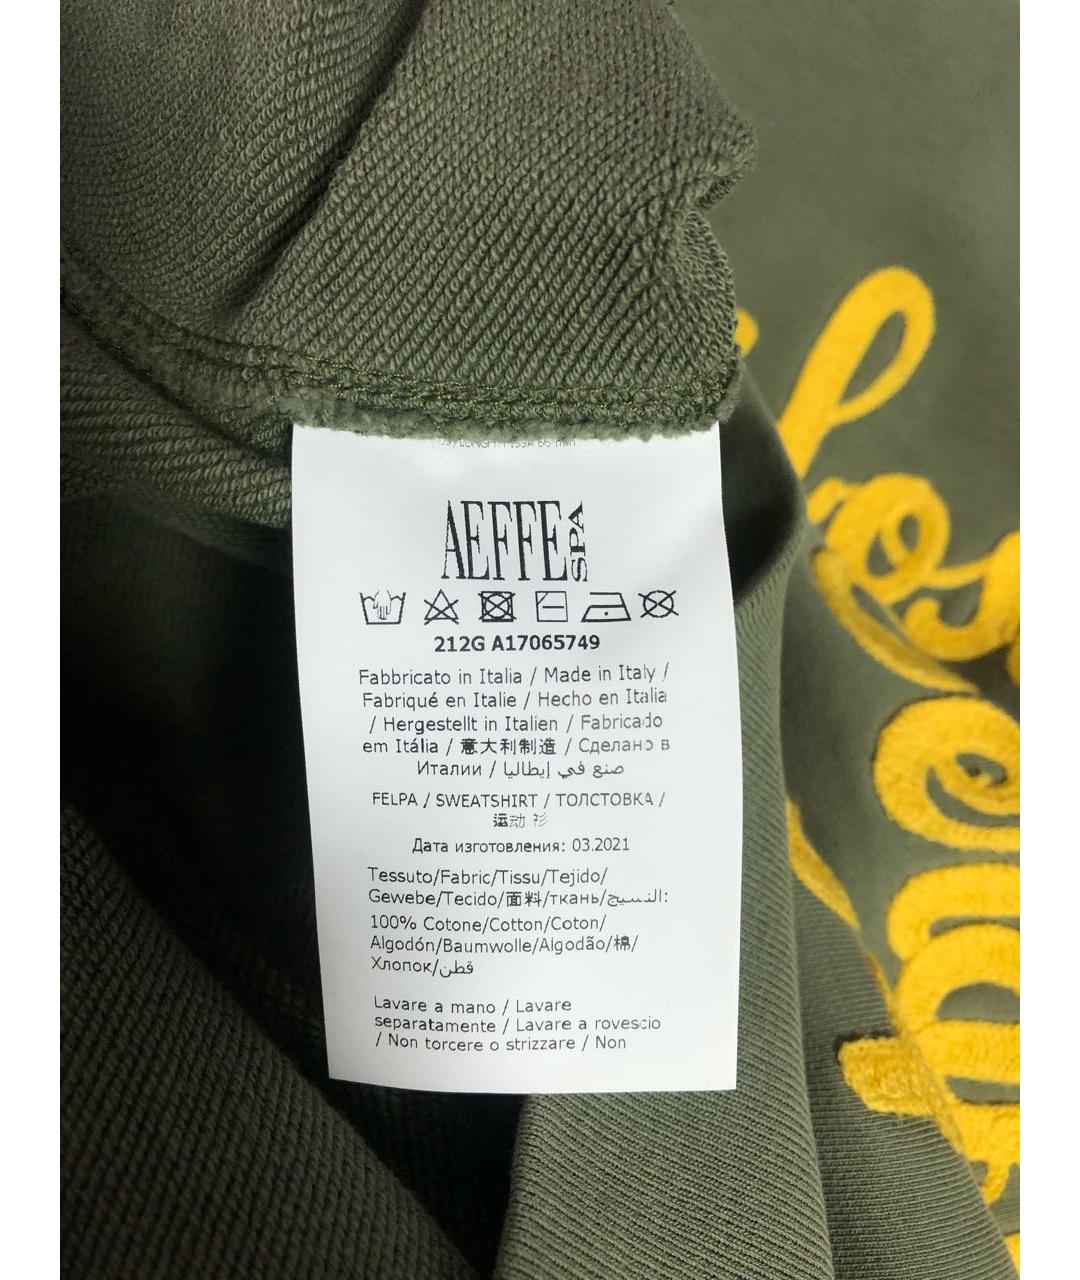 AEFFE SPA
212G A17065749
Fabbricato in Italia / Made in Italy /
Fabriqué en Italie / Hecho en Italia
/ Hergestellt in Italien / Fabricado
em Itália / 意大利制造 / Сделано в
Италии / صنع في إيطاليا
FELPA / SWEATSHIRT / ТОЛСТОВКА /
运动 衫
Дата изготовления: 03.2021
Tessuto/Fabric/Tissu/Tejido/
Gewebe/Tecido/面料/ткань/النسيج:
100% Cotone/Cotton/Coton/
Algodón/Baumwolle/Algodão/棉/
Хлопок/قطن
Lavare a mano / Lavare
separatamente / Lavare a rovescio
/ Non torcere o strizzare / Non